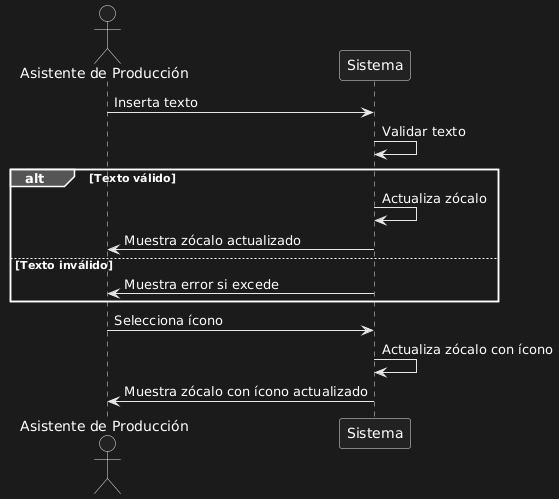 Asistente de Producción
Sistema
Inserta texto
Validar texto
alt
[Texto válido]
Actualiza zócalo
Muestra zócalo actualizado
[Texto inválido]
Muestra error si excede
Selecciona ícono
Actualiza zócalo con ícono
Muestra zócalo con ícono actualizado
Asistente de Producción
Sistema